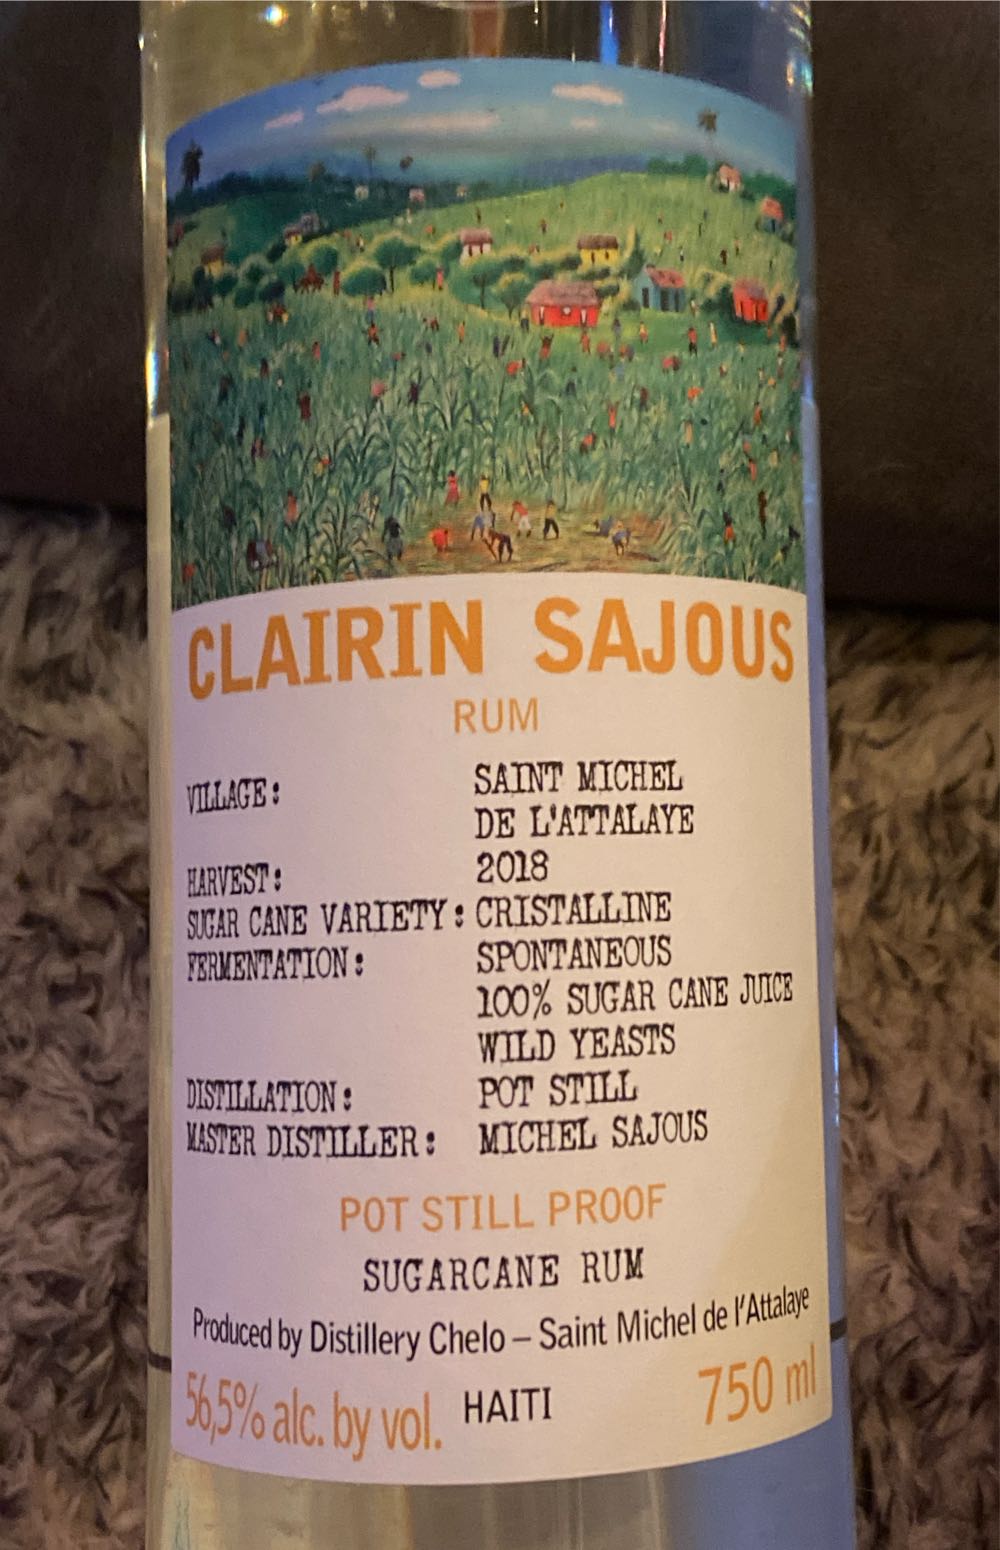 CLAIRIN SAJOUS
RUM
VILLAGE: SAINT MICHEL
DE L'ATTALAYE
HARVEST: 2018
SUGAR CANE VARIETY: CRISTALLINE
FERMENTATION: SPONTANEOUS
100% SUGAR CANE JUICE
WILD YEASTS
DISTILLATION: POT STILL
MASTER DISTILLER: MICHEL SAJOUS
POT STILL PROOF
SUGARCANE RUM
Produced by Distillery Chelo – Saint Michel de l'Attalaye
56,5% alc. by vol. HAITI 750 ml